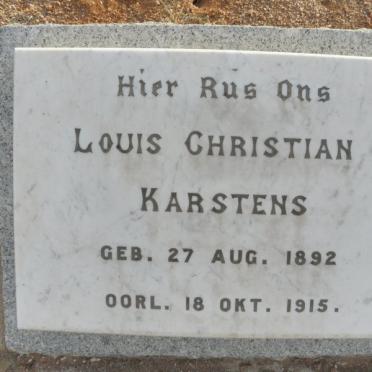 Hier Rus Ons
LOUIS CHRISTIAN
KARSTENS
GEB. 27 AUG. 1892
OORL. 18 OKT. 1915.